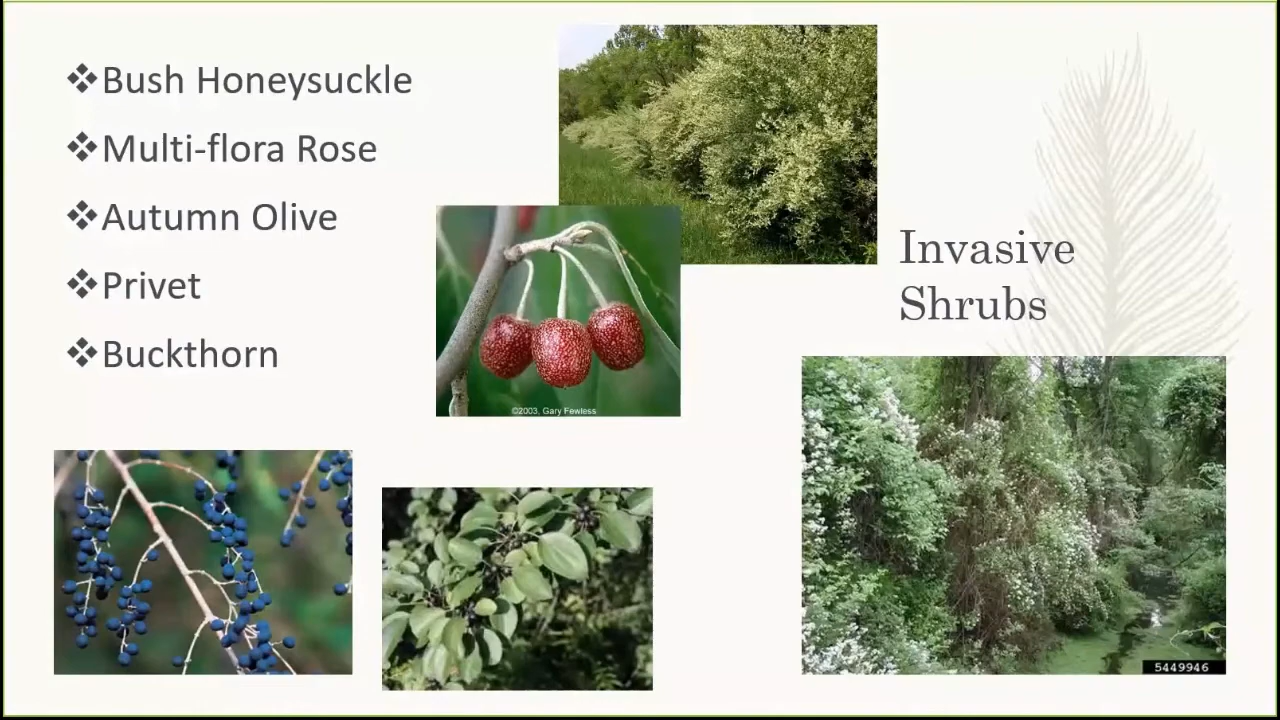 ❖Bush Honeysuckle
❖Multi-flora Rose
❖Autumn Olive
❖Privet
❖Buckthorn
Invasive
Shrubs
©2003, Gary Fewless
5449946